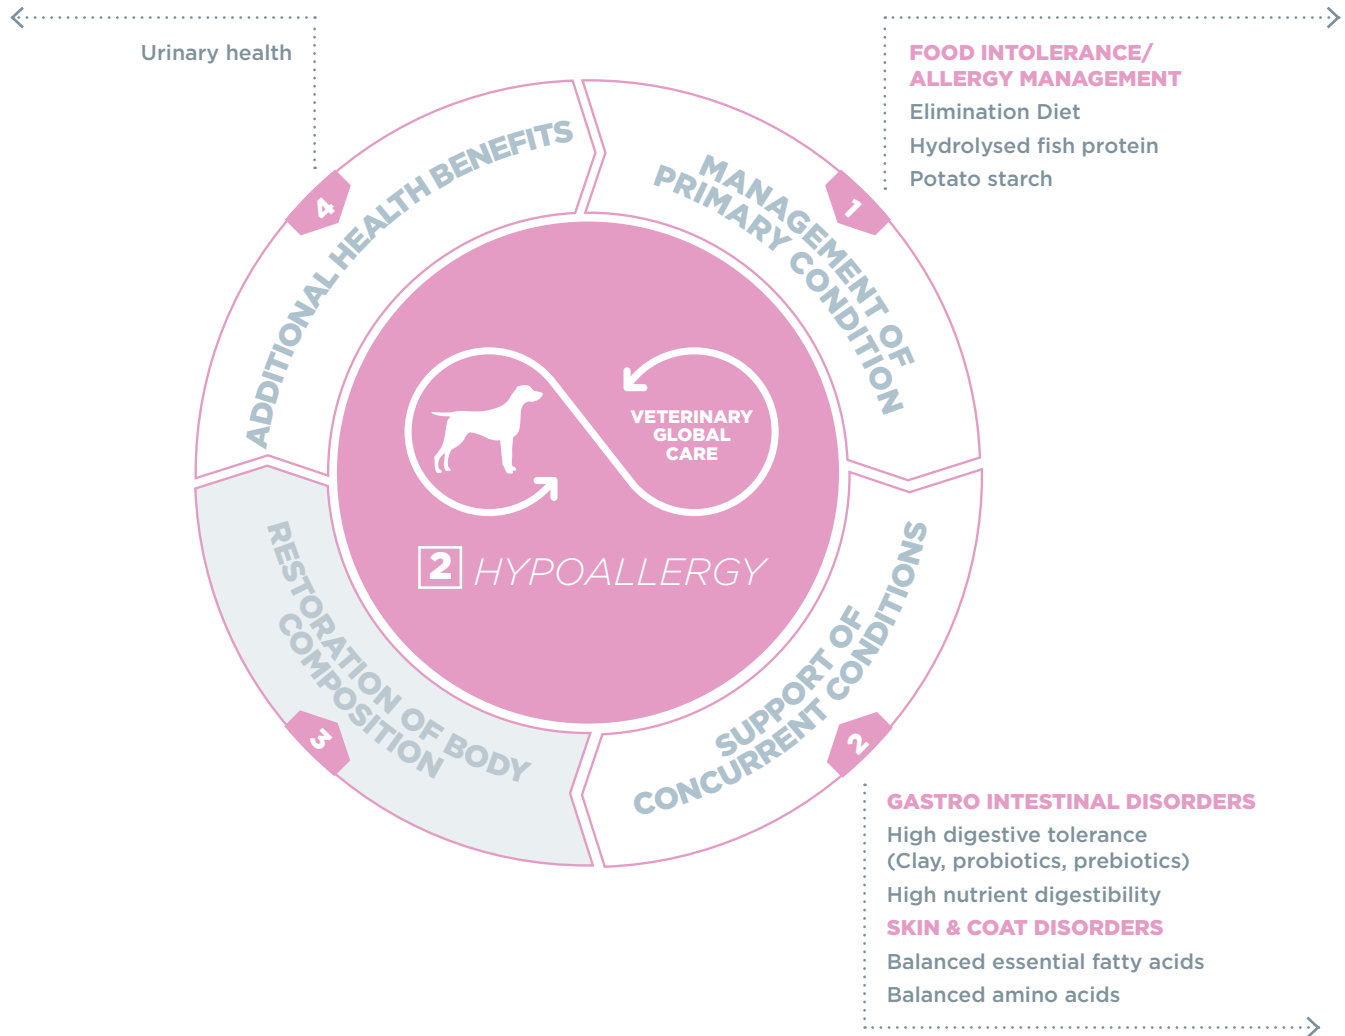 Urinary health
FOOD INTOLERANCE/
ALLERGY MANAGEMENT
Elimination Diet
Hydrolysed fish protein
Potato starch
4
ADDITIONAL HEALTH BENEFITS
1
MANAGEMENT OF
PRIMARY CONDITION
VETERINARY
GLOBAL
CARE
2 HYPOALLERGY
3
RESTORATION OF BODY
COMPOSITION
2
SUPPORT OF
CONCURRENT CONDITIONS
GASTRO INTESTINAL DISORDERS
High digestive tolerance
(Clay, probiotics, prebiotics)
High nutrient digestibility
SKIN & COAT DISORDERS
Balanced essential fatty acids
Balanced amino acids